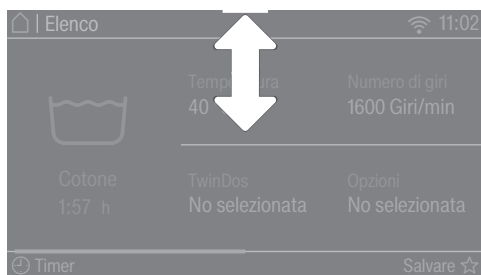 | Elenco 11:02
Temperatura Numero di giri
40 1600 Giri/min
Cotone TwinDos Opzioni
1:57 h No selezionata No selezionata
Timer Salvare